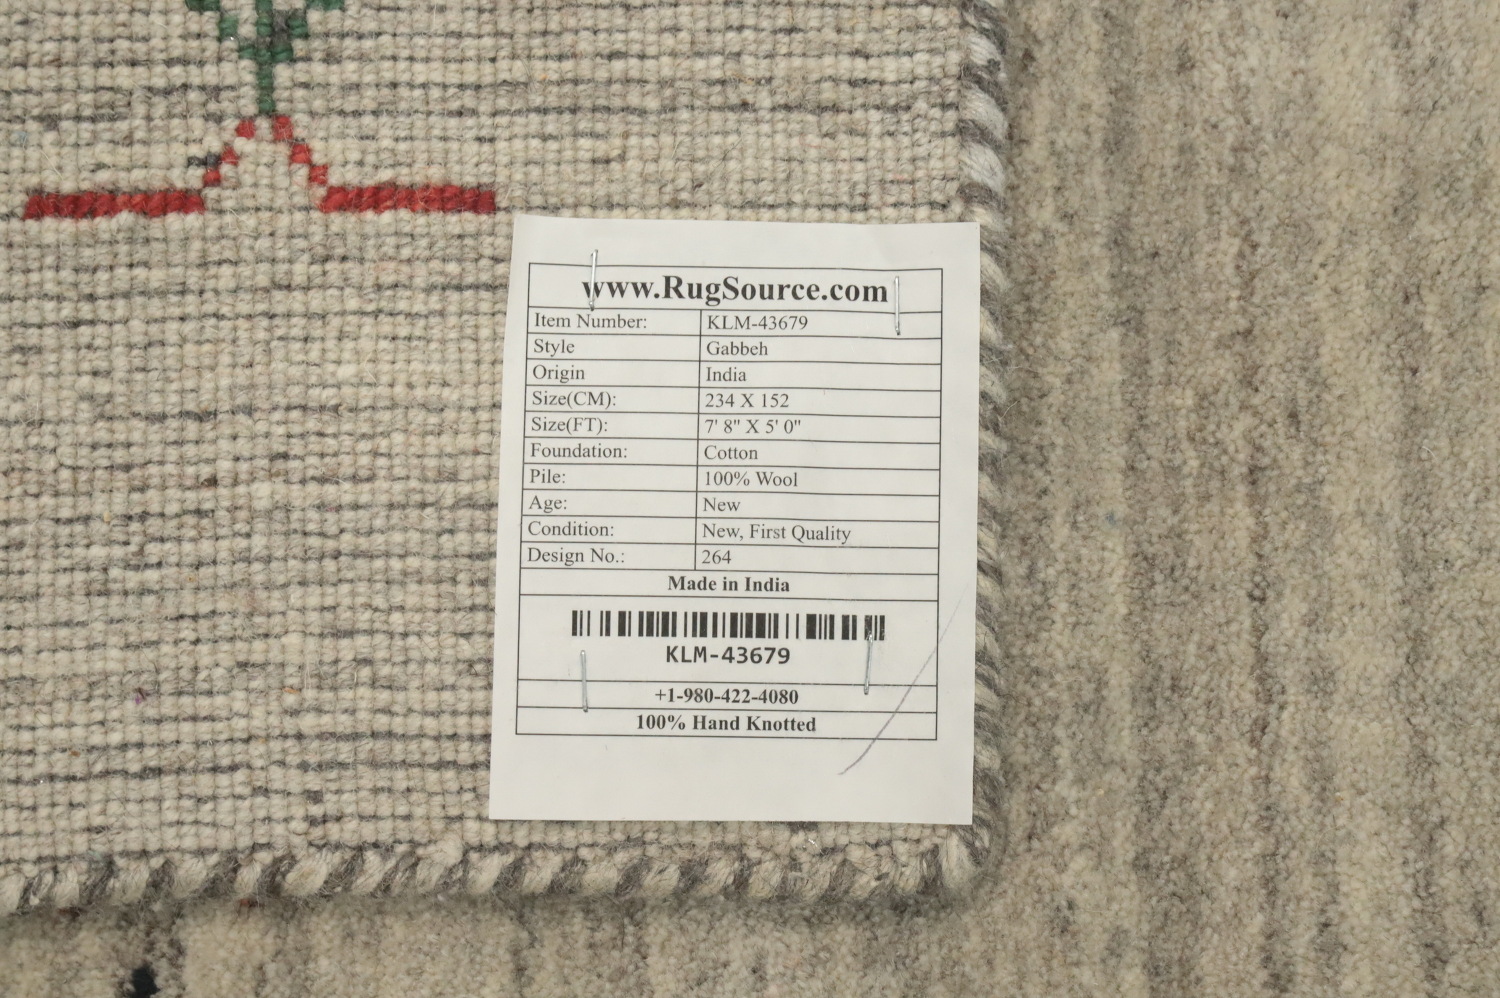 www.RugSource.com
Item Number: KLM-43679
Style Gabbeh
Origin India
Size(CM): 234 X 152
Size(FT): 7' 8" X 5' 0"
Foundation: Cotton
Pile: 100% Wool
Age: New
Condition: New, First Quality
Design No.: 264
Made in India
KLM-43679
+1-980-422-4080
100% Hand Knotted